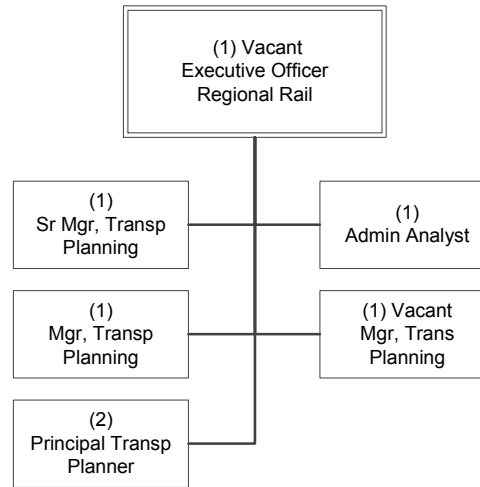 (1) Vacant
Executive Officer
Regional Rail
(1)
Sr Mgr, Transp
Planning
(1)
Admin Analyst
(1)
Mgr, Transp
Planning
(1) Vacant
Mgr, Trans
Planning
(2)
Principal Transp
Planner